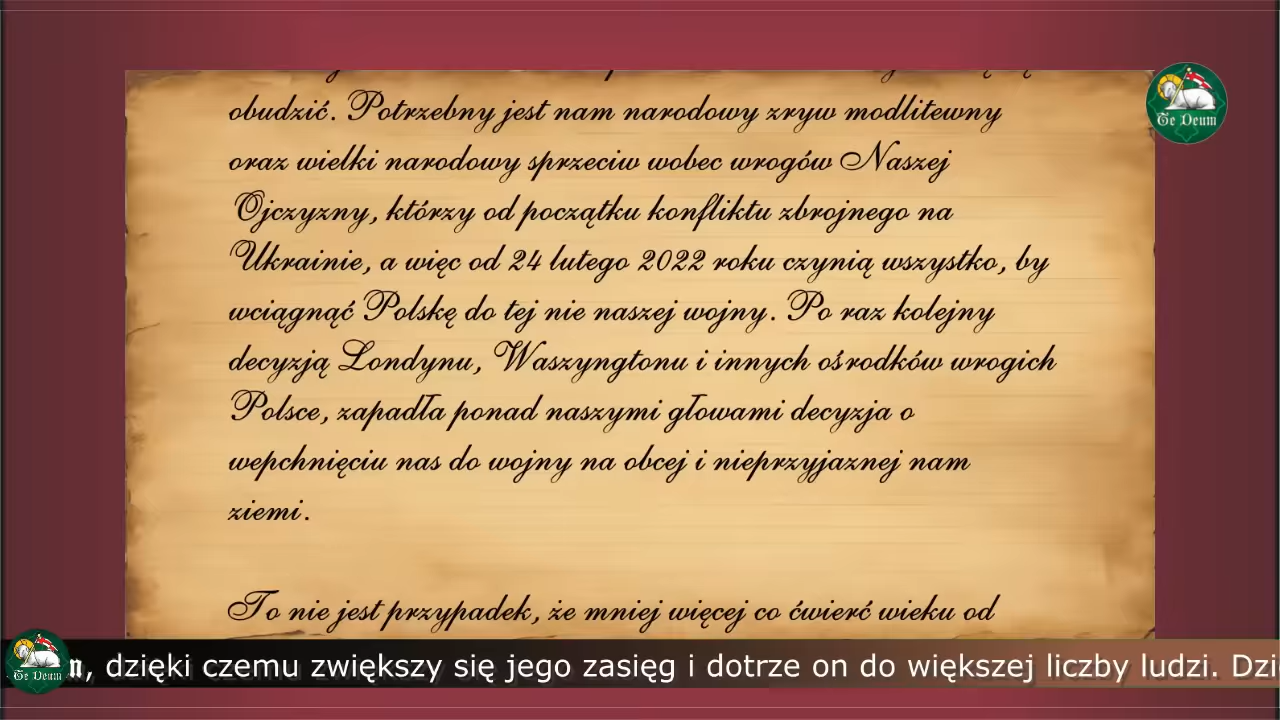 obudzić. Potrzebny jest nam narodowy zryw modlitewny
oraz wielki narodowy sprzeciw wobec wrogów Naszej
Ojczyzny, którzy od początku konfliktu zbrojnego na
Ukrainie, a więc od 24 lutego 2022 roku czynią wszystko, by
wciągnąć Polskę do tej nie naszej wojny. Po raz kolejny
decyzją Londynu, Waszyngtonu i innych ośrodków wrogich
Polsce, zapadła ponad naszymi głowami decyzja o
wepchnięciu nas do wojny na obcej i nieprzyjaznej nam
ziemi.
To nie jest przypadek, że mniej więcej co ćwierć wieku od
Te Deum
Te Deum
, dzięki czemu zwiększy się jego zasięg i dotrze on do większej liczby ludzi. Dzi